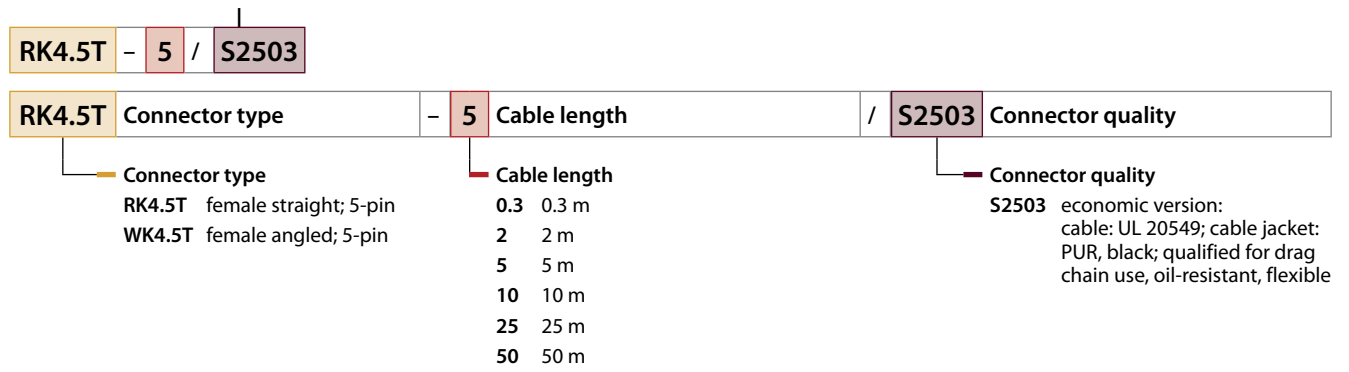 RK4.5T – 5 / S2503
RK4.5T Connector type – 5 Cable length / S2503 Connector quality
Connector type
RK4.5T female straight; 5-pin
WK4.5T female angled; 5-pin
Cable length
0.3 0.3 m
2 2 m
5 5 m
10 10 m
25 25 m
50 50 m
Connector quality
S2503 economic version:
cable: UL 20549; cable jacket:
PUR, black; qualified for drag
chain use, oil-resistant, flexible